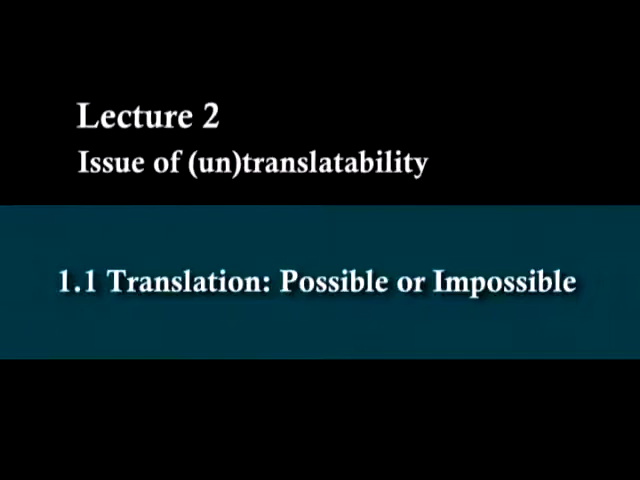 Lecture 2
Issue of (un)translatability
1.1 Translation: Possible or Impossible